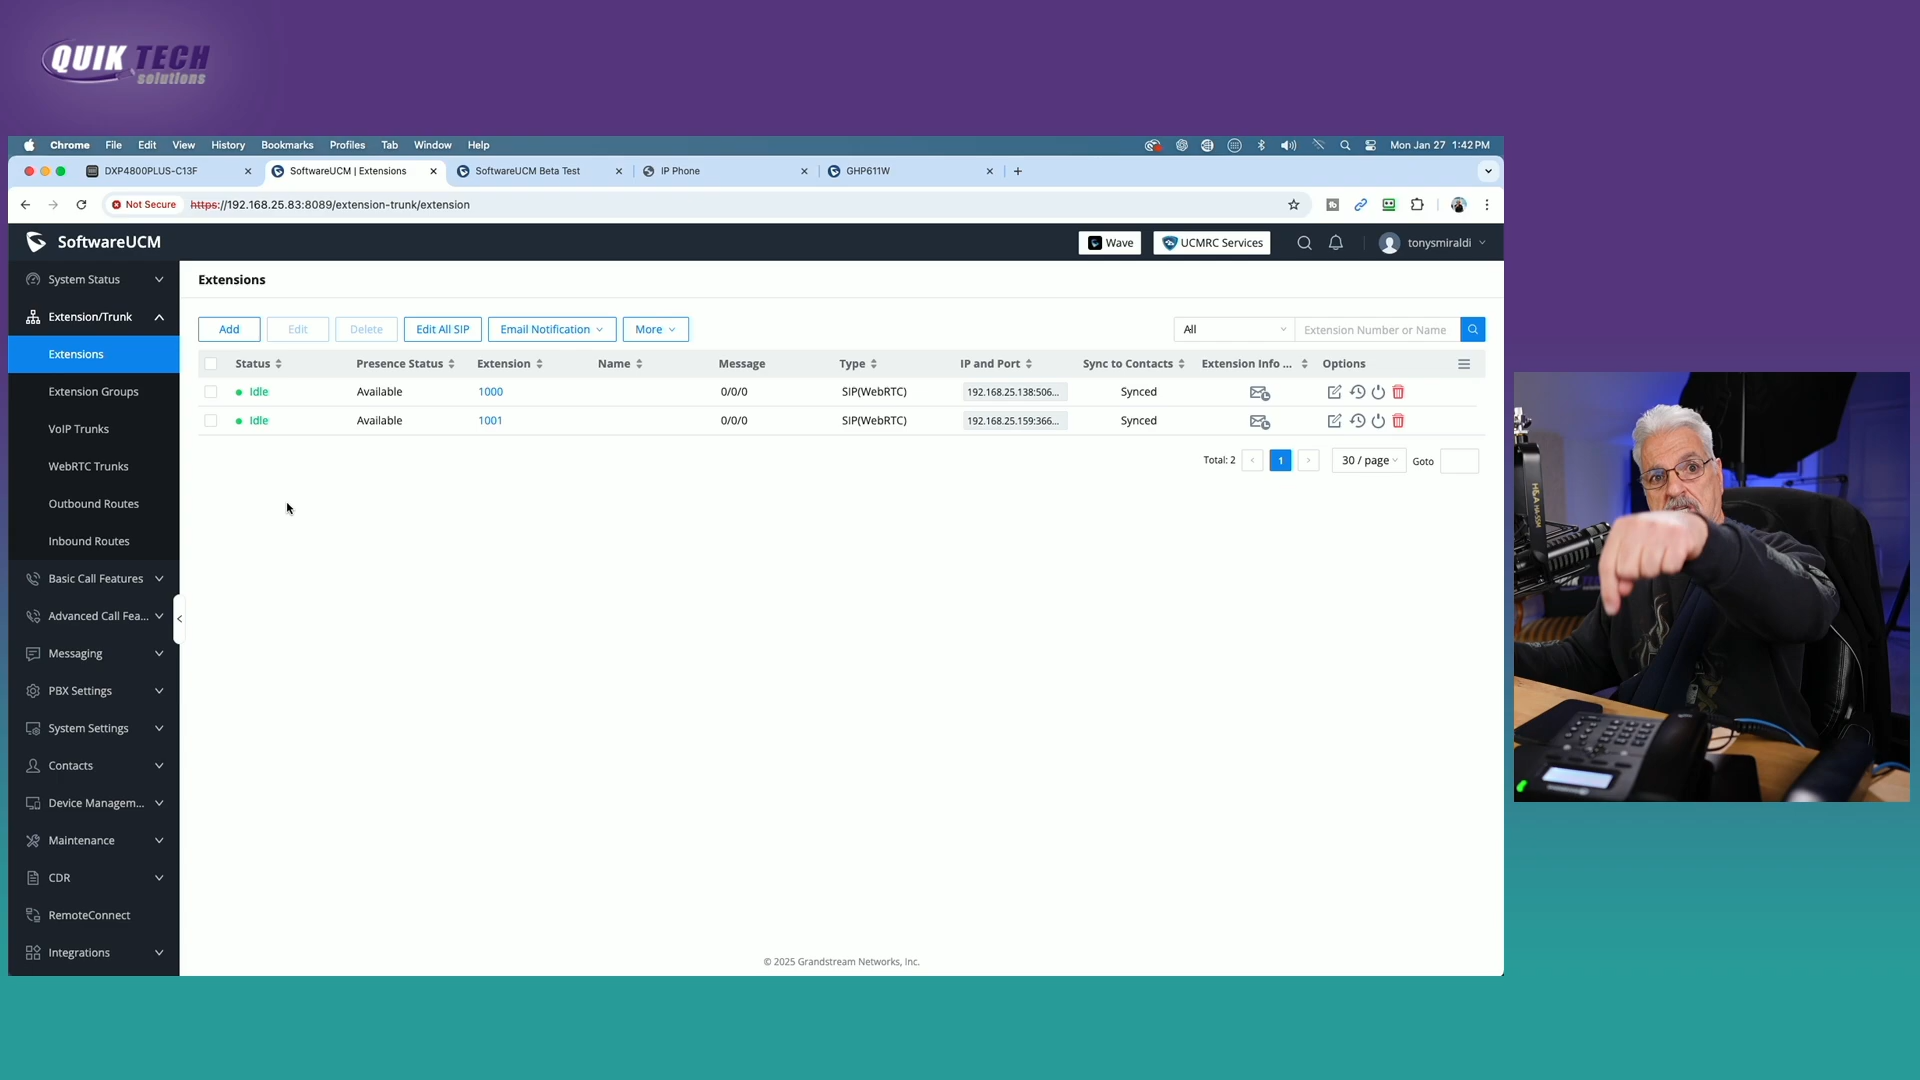 QUIK TECH
solutions
Chrome File Edit View History Bookmarks Profiles Tab Window Help Mon Jan 27 1:42 PM
DXP4800PLUS-C13F SoftwareUCM | Extensions SoftwareUCM Beta Test IP Phone GHP611W
Not Secure https://192.168.25.83:8089/extension-trunk/extension
SoftwareUCM Wave UCMRC Services tonysmiraldi
System Status
Extension/Trunk
Extensions
Extension Groups
VoIP Trunks
WebRTC Trunks
Outbound Routes
Inbound Routes
Basic Call Features
Advanced Call Fea...
Messaging
PBX Settings
System Settings
Contacts
Device Managem...
Maintenance
CDR
RemoteConnect
Integrations
Extensions
Add Edit Delete Edit All SIP Email Notification More All Extension Number or Name
Status Presence Status Extension Name Message Type IP and Port Sync to Contacts Extension Info ... Options
Idle Available 1000 0/0/0 SIP(WebRTC) 192.168.25.138:506... Synced
Idle Available 1001 0/0/0 SIP(WebRTC) 192.168.25.159:366... Synced
Total: 2 < 1 > 30 / page Goto
© 2025 Grandstream Networks, Inc.
H&A HA-SSM